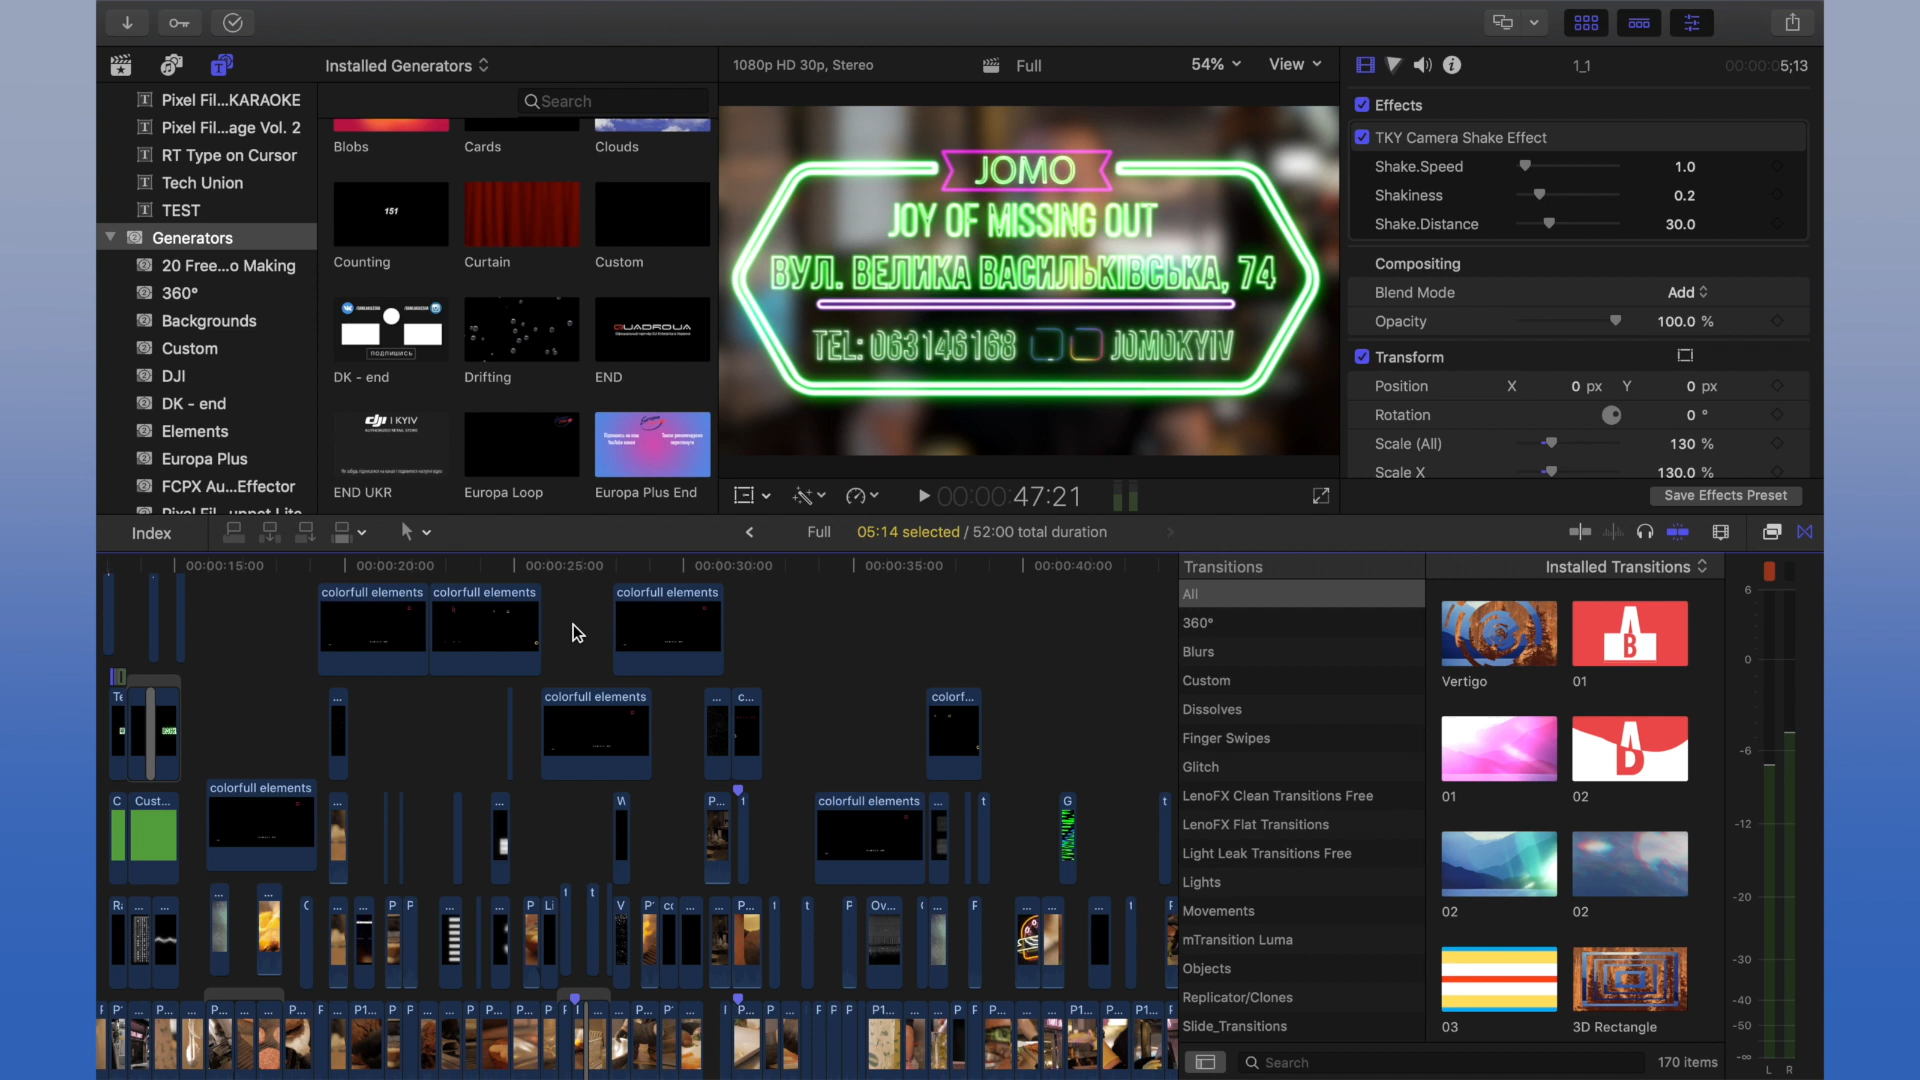 Installed Generators
1080p HD 30p, Stereo
Full
54%
View
1_1
00:00:05;13
Pixel Fil...KARAOKE
Pixel Fil...age Vol. 2
RT Type on Cursor
Tech Union
TEST
Generators
20 Free...o Making
360°
Backgrounds
Custom
DJI
DK - end
Elements
Europa Plus
FCPX Au...Effector
Search
Blobs
Cards
Clouds
151
Counting
Curtain
Custom
ПОДПИШИСЬ
DK - end
Drifting
QUADROUA
END
dji | KYIV
END UKR
Europa Loop
Europa Plus End
JOMO
JOY OF MISSING OUT
ВУЛ. ВЕЛИКА ВАСИЛЬКІВСЬКА, 74
TEL: 063146168 JOMOKYIV
00:00:47:21
Effects
TKY Camera Shake Effect
Shake.Speed 1.0
Shakiness 0.2
Shake.Distance 30.0
Compositing
Blend Mode Add
Opacity 100.0 %
Transform
Position X 0 px Y 0 px
Rotation 0 °
Scale (All) 130 %
Scale X 130.0 %
Save Effects Preset
Index
Full
05:14 selected / 52:00 total duration
00:00:15:00
00:00:20:00
00:00:25:00
00:00:30:00
00:00:35:00
00:00:40:00
colorfull elements
colorfull elements
colorfull elements
colorfull elements
... c...
colorf...
C Cust...
colorfull elements
P...
colorfull elements
G
Ov...
Transitions
All
360°
Blurs
Custom
Dissolves
Finger Swipes
Glitch
LenoFX Clean Transitions Free
LenoFX Flat Transitions
Light Leak Transitions Free
Lights
Movements
mTransition Luma
Objects
Replicator/Clones
Slide_Transitions
Installed Transitions
Vertigo
A
B
01
01
A
D
02
02
02
03
3D Rectangle
Search
170 items
6
0
-6
-12
-20
-30
-40
-50
-∞
L R